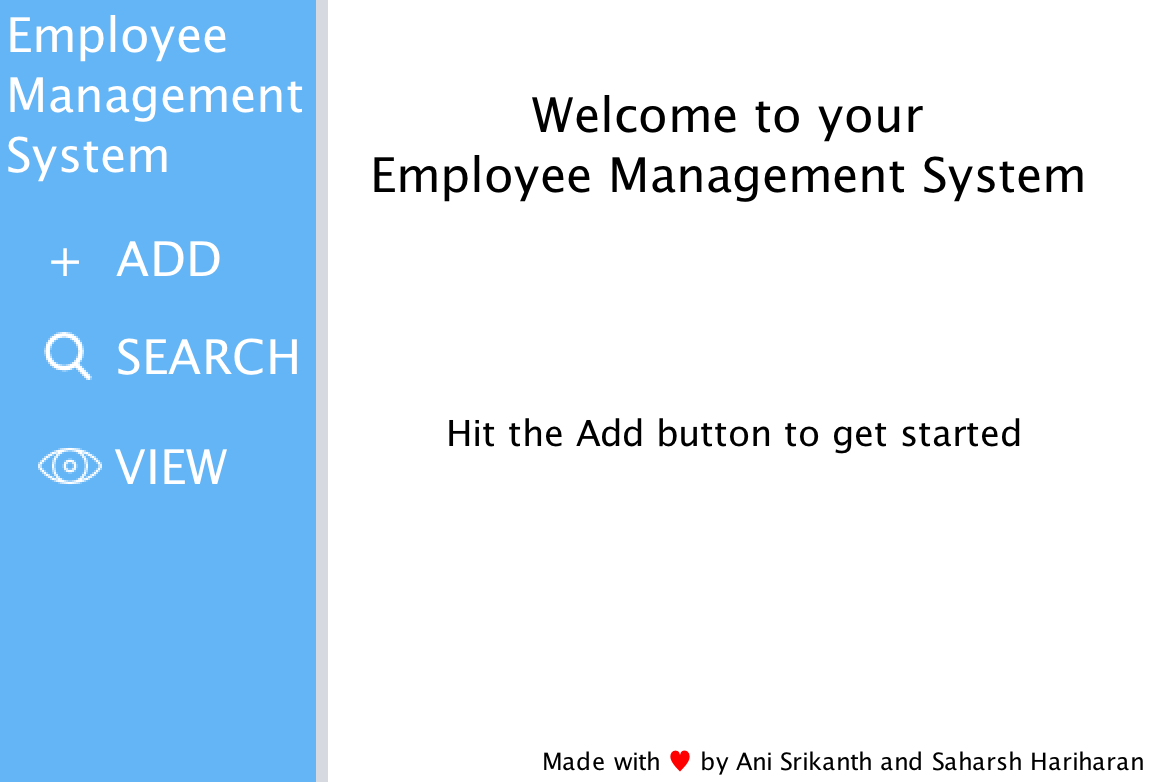 Employee
Management
System
+ ADD
SEARCH
VIEW
Welcome to your
Employee Management System
Hit the Add button to get started
Made with ♥ by Ani Srikanth and Saharsh Hariharan